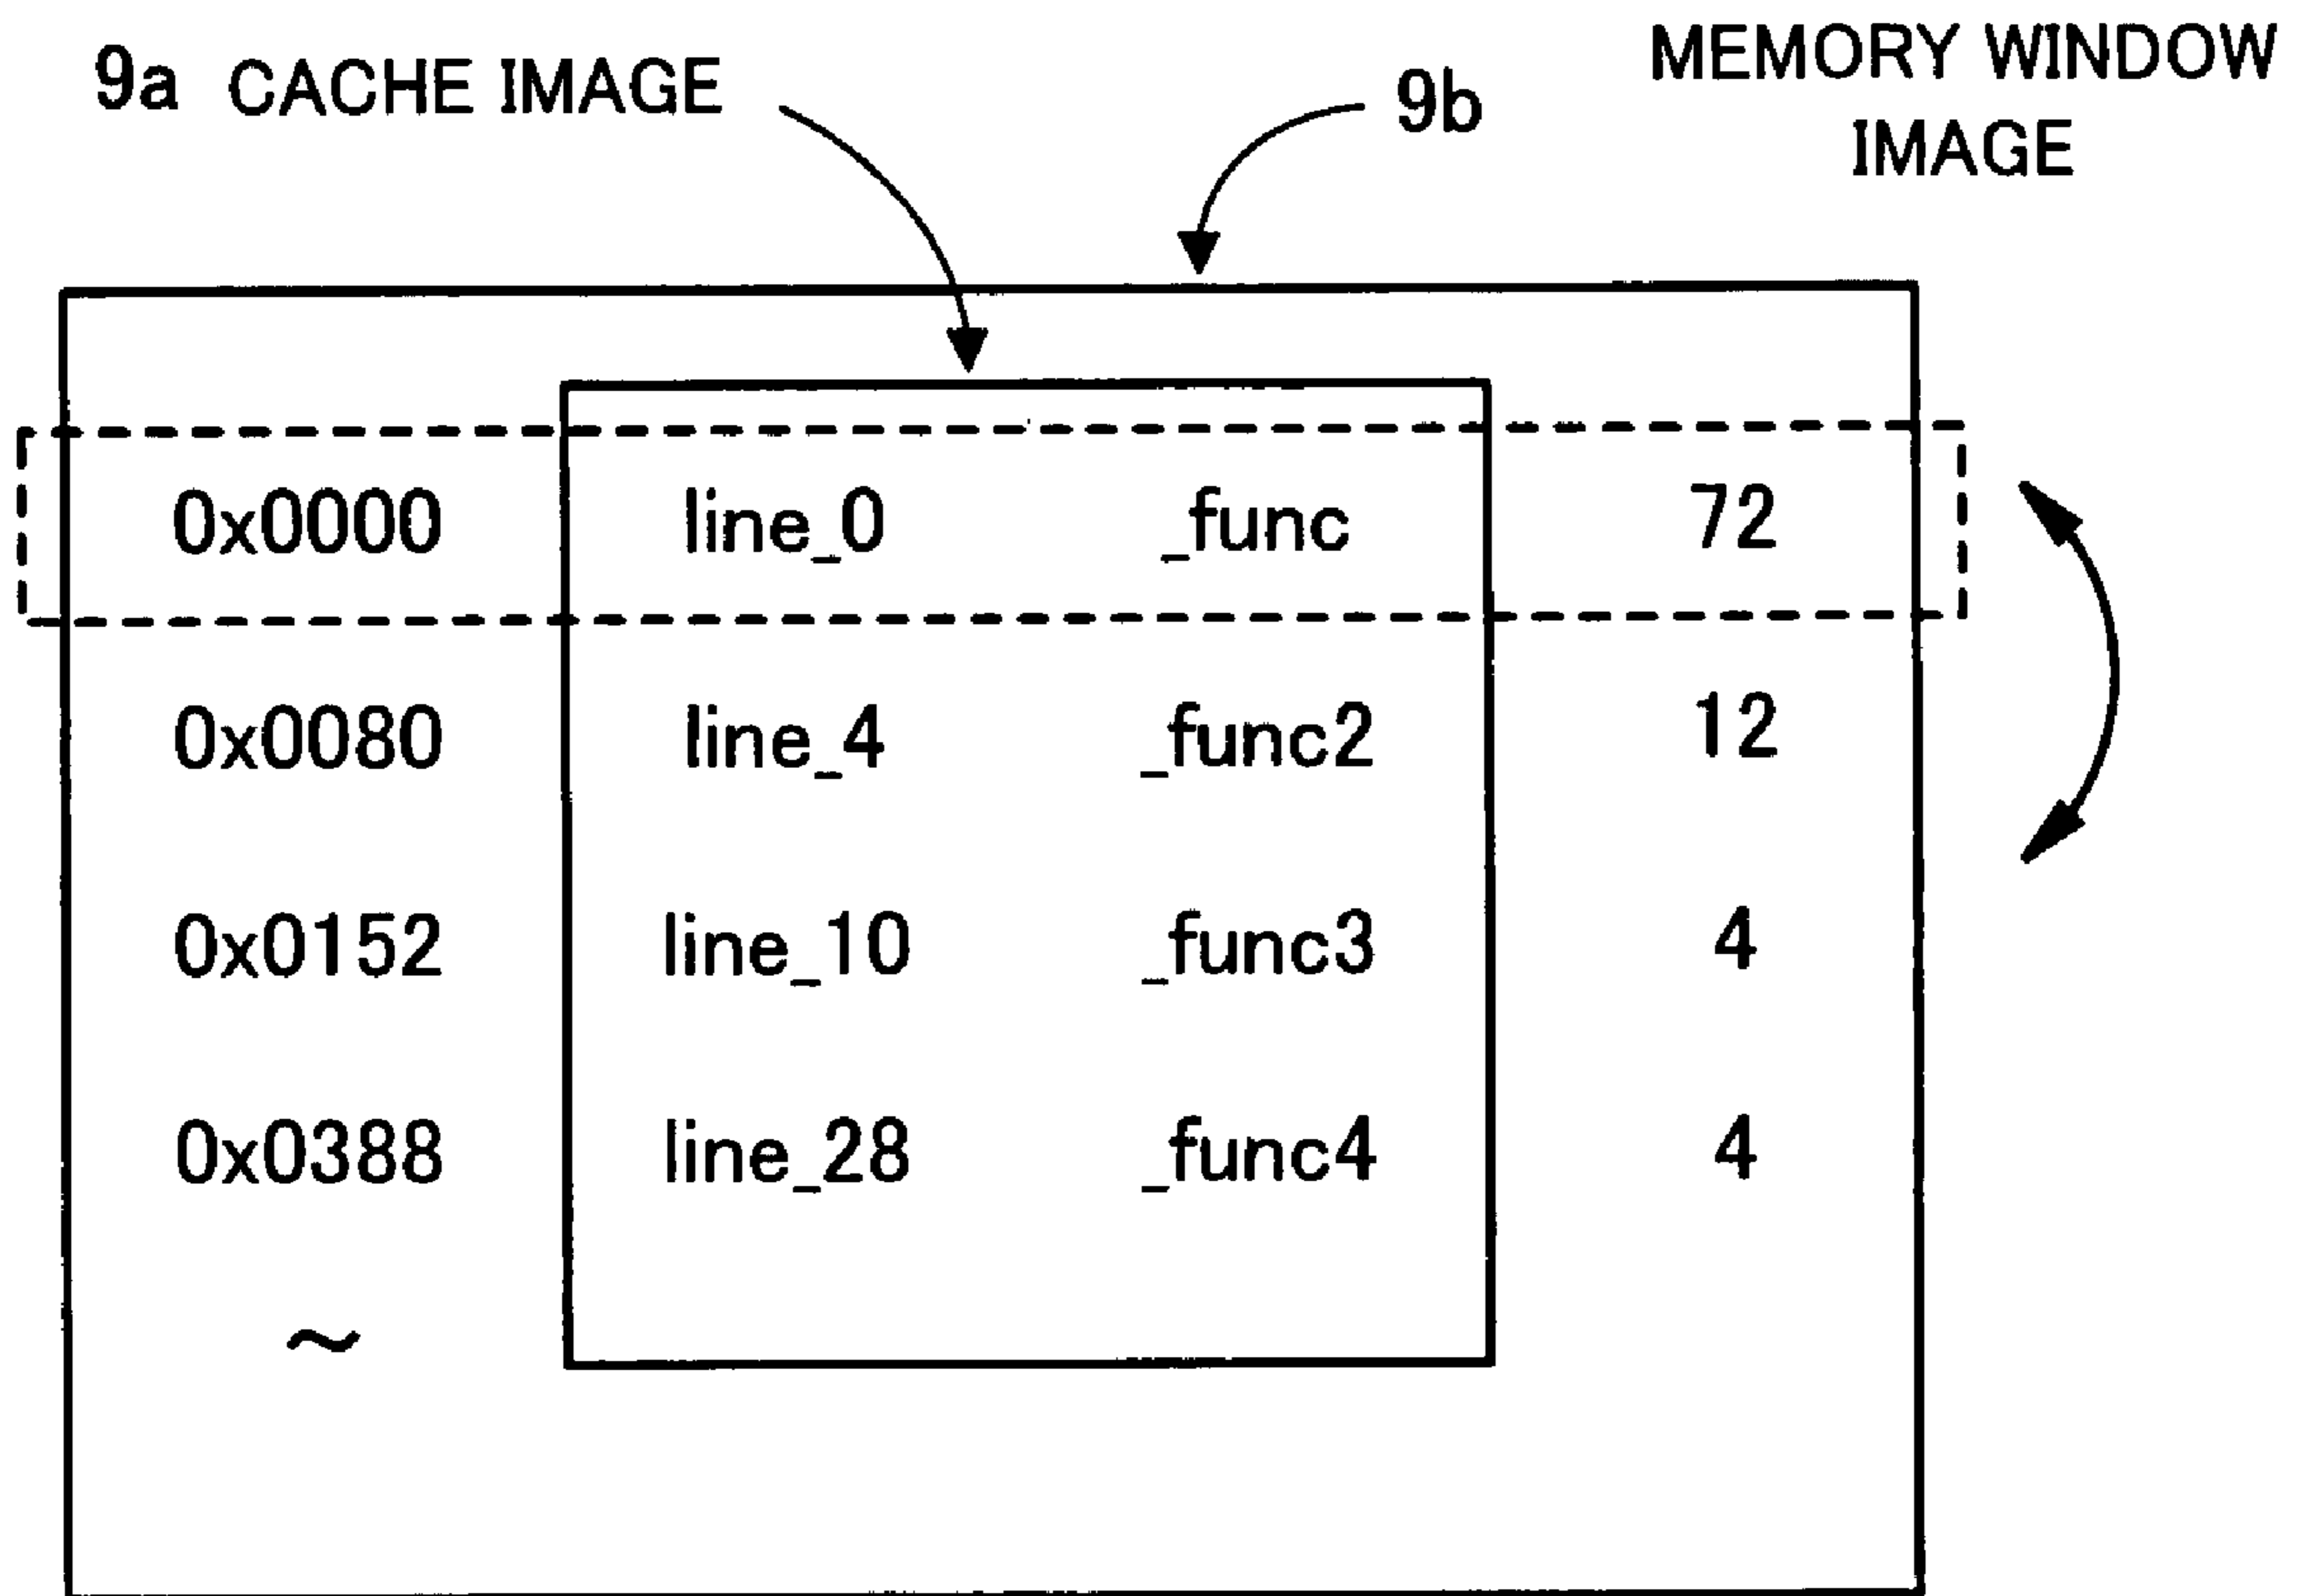 9a CACHE IMAGE 9b MEMORY WINDOW
IMAGE
0x0000 line_0 _func 72
0x0080 line_4 _func2 12
0x0152 line_10 _func3 4
0x0388 line_28 _func4 4
~